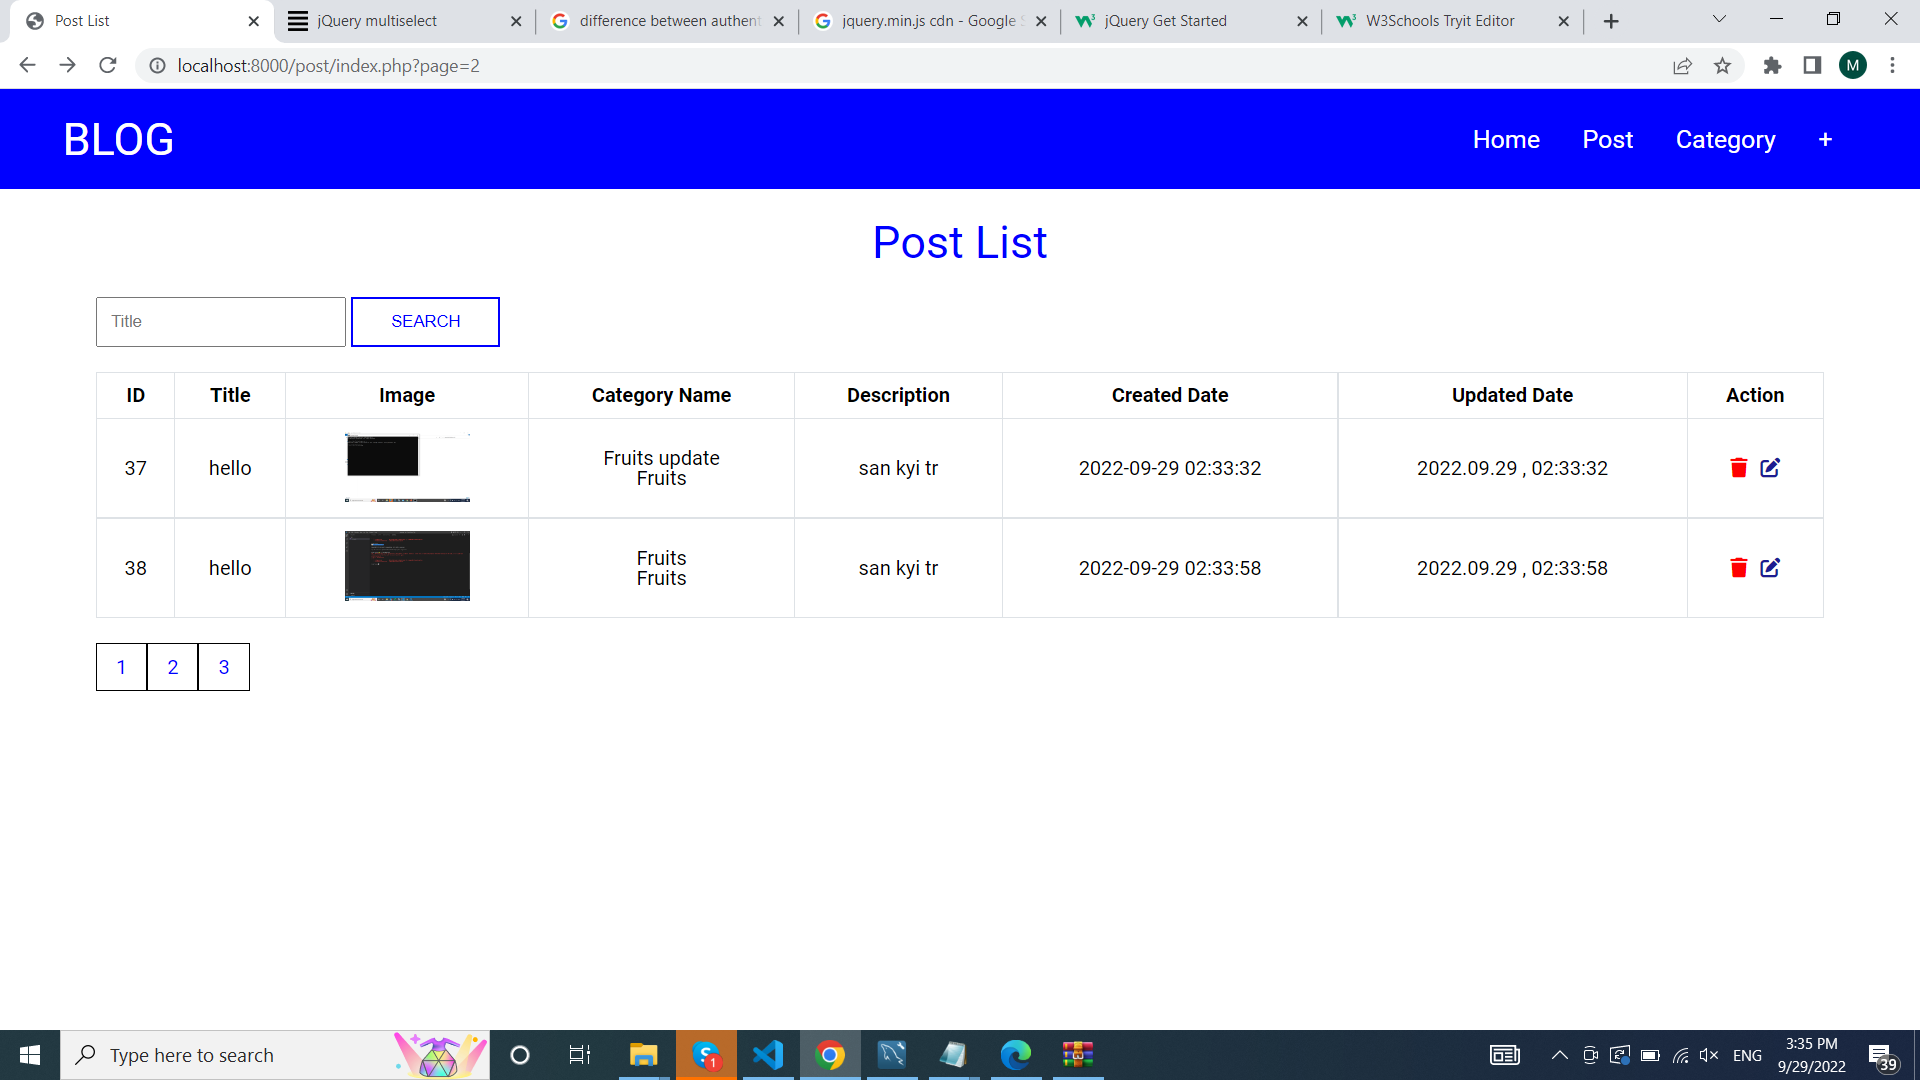 Post List
jQuery multiselect
difference between authent
jquery.min.js cdn - Google S
jQuery Get Started
W3Schools Tryit Editor
localhost:8000/post/index.php?page=2
M
BLOG
Home Post Category +
Post List
Title
SEARCH
ID Title Image Category Name Description Created Date Updated Date Action
37 hello Fruits update san kyi tr 2022-09-29 02:33:32 2022.09.29 , 02:33:32
Fruits
38 hello Fruits san kyi tr 2022-09-29 02:33:58 2022.09.29 , 02:33:58
Fruits
1 2 3
Type here to search
1
ENG
3:35 PM
9/29/2022
39